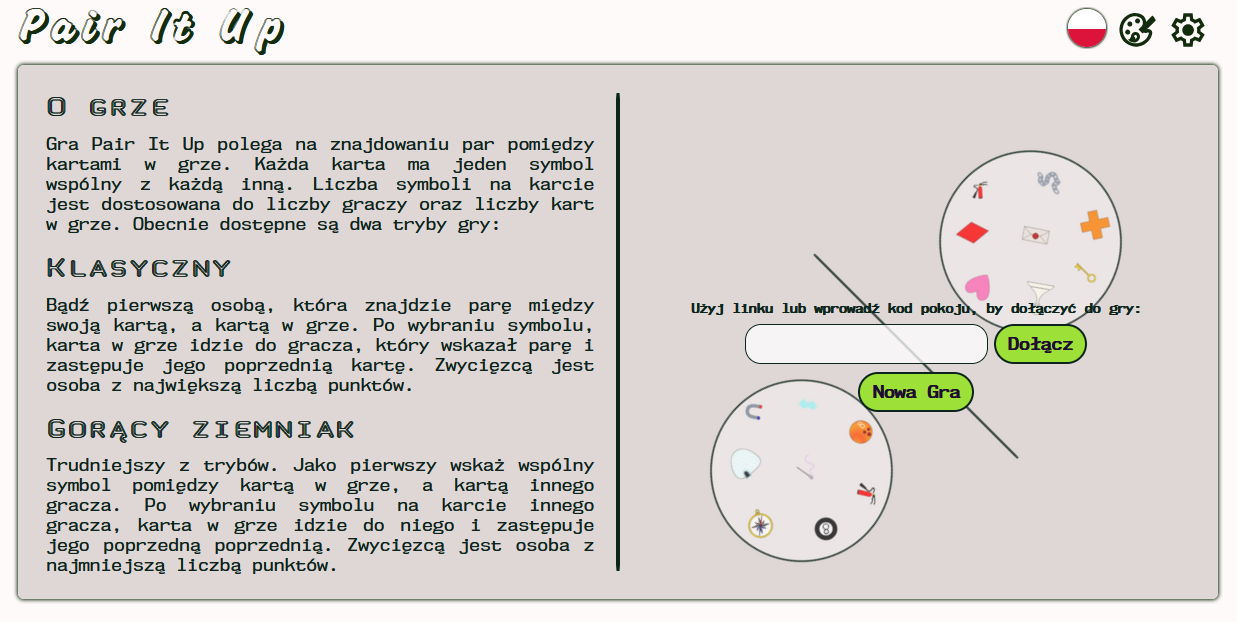 Pair It Up
O grze
Gra Pair It Up polega na znajdowaniu par pomiędzy
kartami w grze. Każda karta ma jeden symbol
wspólny z każdą inną. Liczba symboli na karcie
jest dostosowana do liczby graczy oraz liczby kart
w grze. Obecnie dostępne są dwa tryby gry:
Klasyczny
Bądź pierwszą osobą, która znajdzie parę między
swoją kartą, a kartą w grze. Po wybraniu symbolu,
karta w grze idzie do gracza, który wskazał parę i
zastępuje jego poprzednią kartę. Zwycięzcą jest
osoba z największą liczbą punktów.
Gorący ziemniak
Trudniejszy z trybów. Jako pierwszy wskaż wspólny
symbol pomiędzy kartą w grze, a kartą innego
gracza. Po wybraniu symbolu na karcie innego
gracza, karta w grze idzie do niego i zastępuje
jego poprzedną poprzednią. Zwycięzcą jest osoba z
najmniejszą liczbą punktów.
Użyj linku lub wprowadź kod pokoju, by dołączyć do gry:
Dołącz
Nowa Gra
8